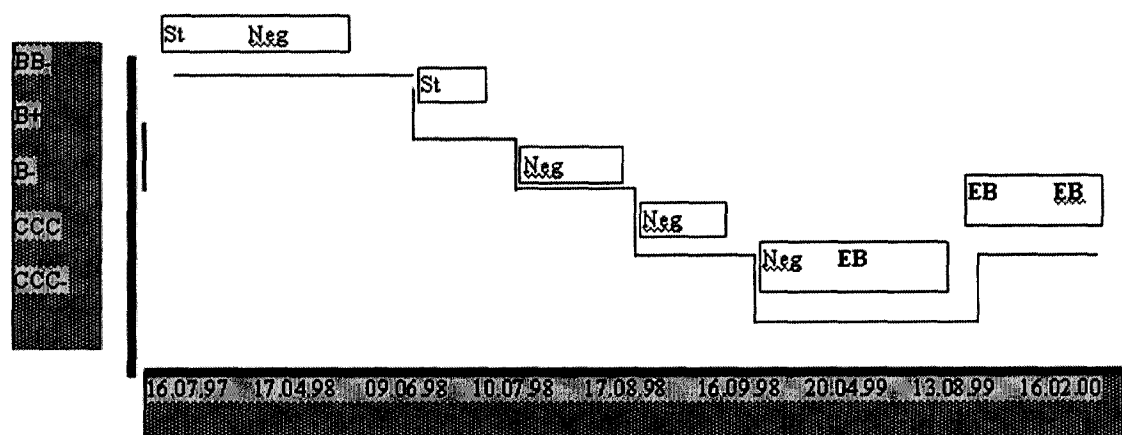 St Neg
BB-
St
B+
Neg
B-
EB EB
Neg
CCC
Neg EB
CCC-
16.07.97 17.04.98 09.06.98 10.07.98 17.08.98 16.09.98 20.04.99 13.08.99 16.02.00